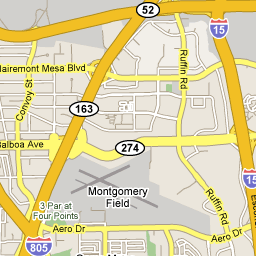 52
15
lairemont Mesa Blvd
Ruffin Rd
Convoy St
163
Balboa Ave
274
15
Montgomery
Field
Ruffin Rd
3 Par at
Four Points
Aero Dr
Aero Dr
805